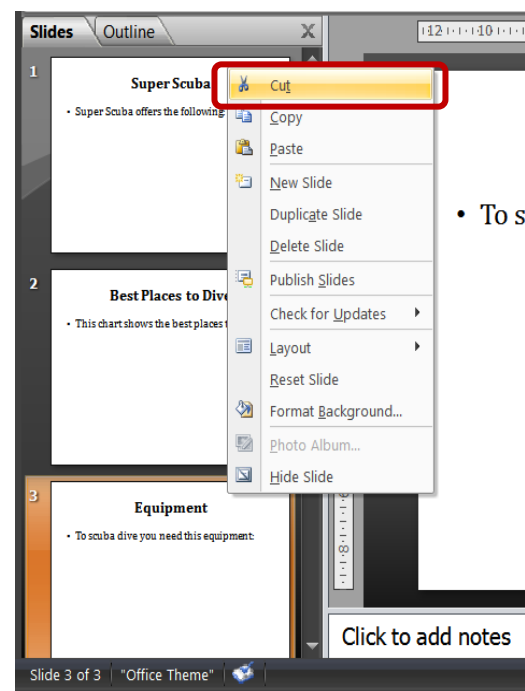 Slides Outline X
12 10
1
Super Scuba
• Super Scuba offers the following
Cut
Copy
Paste
New Slide
Duplicate Slide
Delete Slide
Publish Slides
Check for Updates
Layout
Reset Slide
Format Background...
Photo Album...
Hide Slide
• To s
2
Best Places to Dive
• This chart shows the best places t
3
Equipment
• To scuba dive you need this equipment:
8
Click to add notes
Slide 3 of 3 "Office Theme"